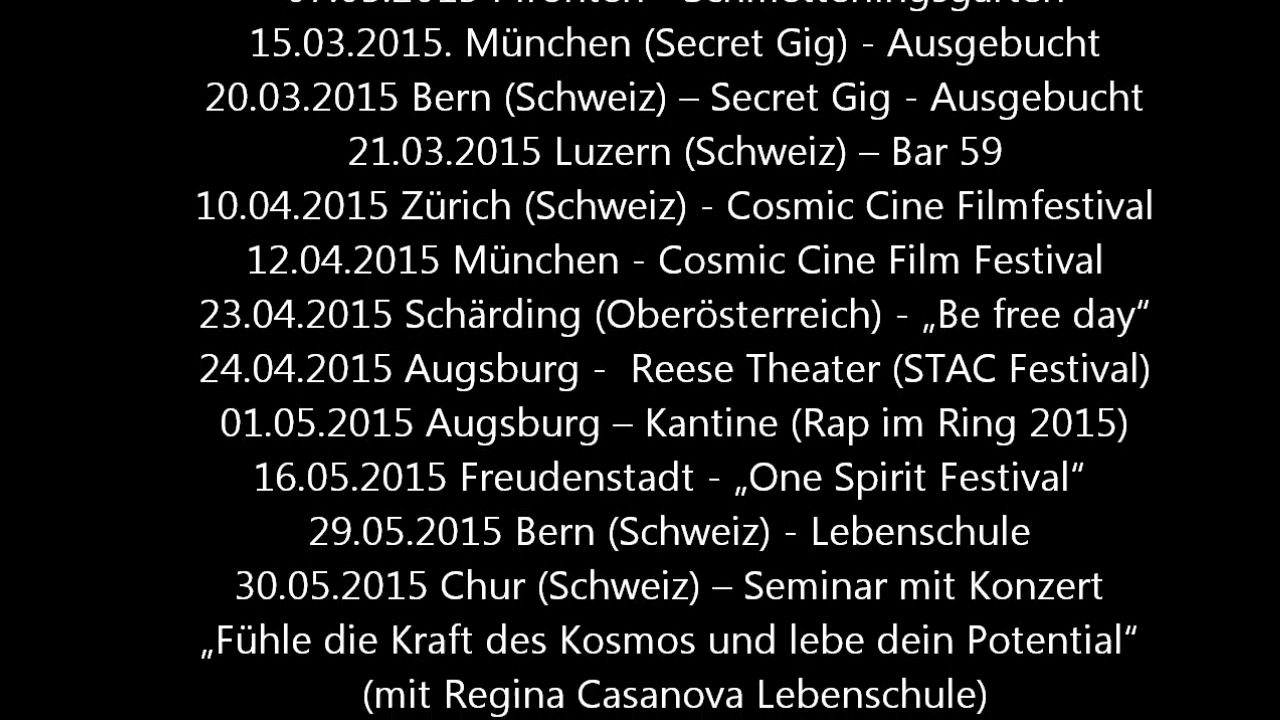 15.03.2015. München (Secret Gig) - Ausgebucht
20.03.2015 Bern (Schweiz) – Secret Gig - Ausgebucht
21.03.2015 Luzern (Schweiz) – Bar 59
10.04.2015 Zürich (Schweiz) - Cosmic Cine Filmfestival
12.04.2015 München - Cosmic Cine Film Festival
23.04.2015 Schärding (Oberösterreich) - „Be free day“
24.04.2015 Augsburg -  Reese Theater (STAC Festival)
01.05.2015 Augsburg – Kantine (Rap im Ring 2015)
16.05.2015 Freudenstadt - „One Spirit Festival“
29.05.2015 Bern (Schweiz) - Lebenschule
30.05.2015 Chur (Schweiz) – Seminar mit Konzert
„Fühle die Kraft des Kosmos und lebe dein Potential“
(mit Regina Casanova Lebenschule)